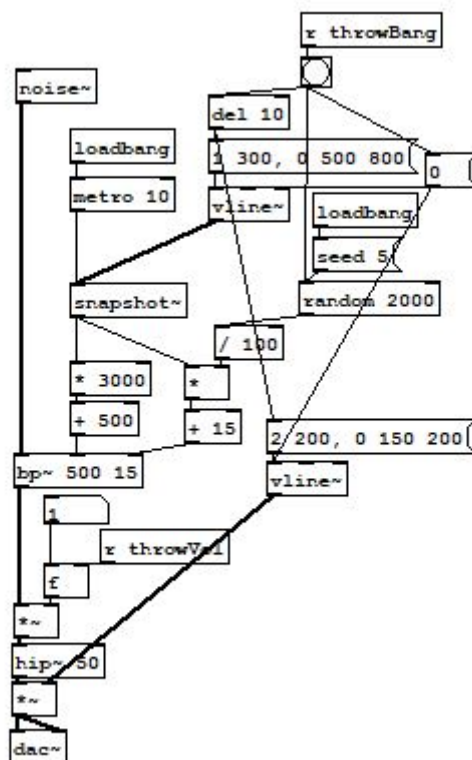 r throwBang
noise~
del 10
loadbang
1 300, 0 500 800
0
metro 10
vline~
loadbang
seed 5
snapshot~
random 2000
/ 100
* 3000
*
+ 500
+ 15
2 200, 0 150 200
bp~ 500 15
vline~
1
r throwVol
f
*~
hip~ 50
*~
dac~